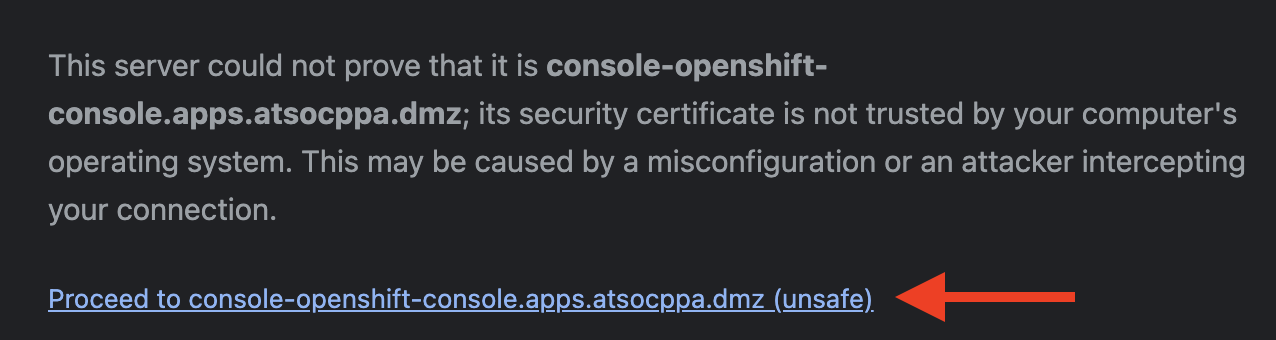 This server could not prove that it is console-openshift-
console.apps.atsocppa.dmz; its security certificate is not trusted by your computer's
operating system. This may be caused by a misconfiguration or an attacker intercepting
your connection.
Proceed to console-openshift-console.apps.atsocppa.dmz (unsafe)